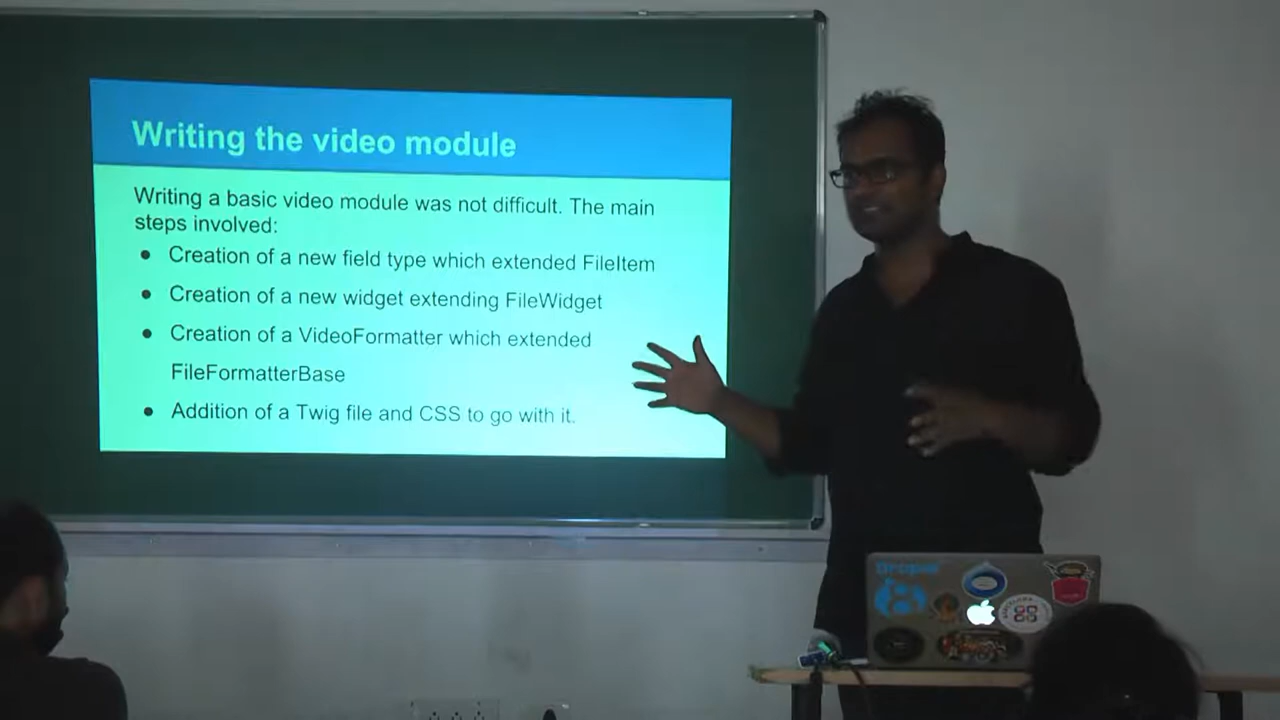 Writing the video module
Writing a basic video module was not difficult. The main
steps involved:
● Creation of a new field type which extended FileItem
● Creation of a new widget extending FileWidget
● Creation of a VideoFormatter which extended
FileFormatterBase
● Addition of a Twig file and CSS to go with it.
Drupal